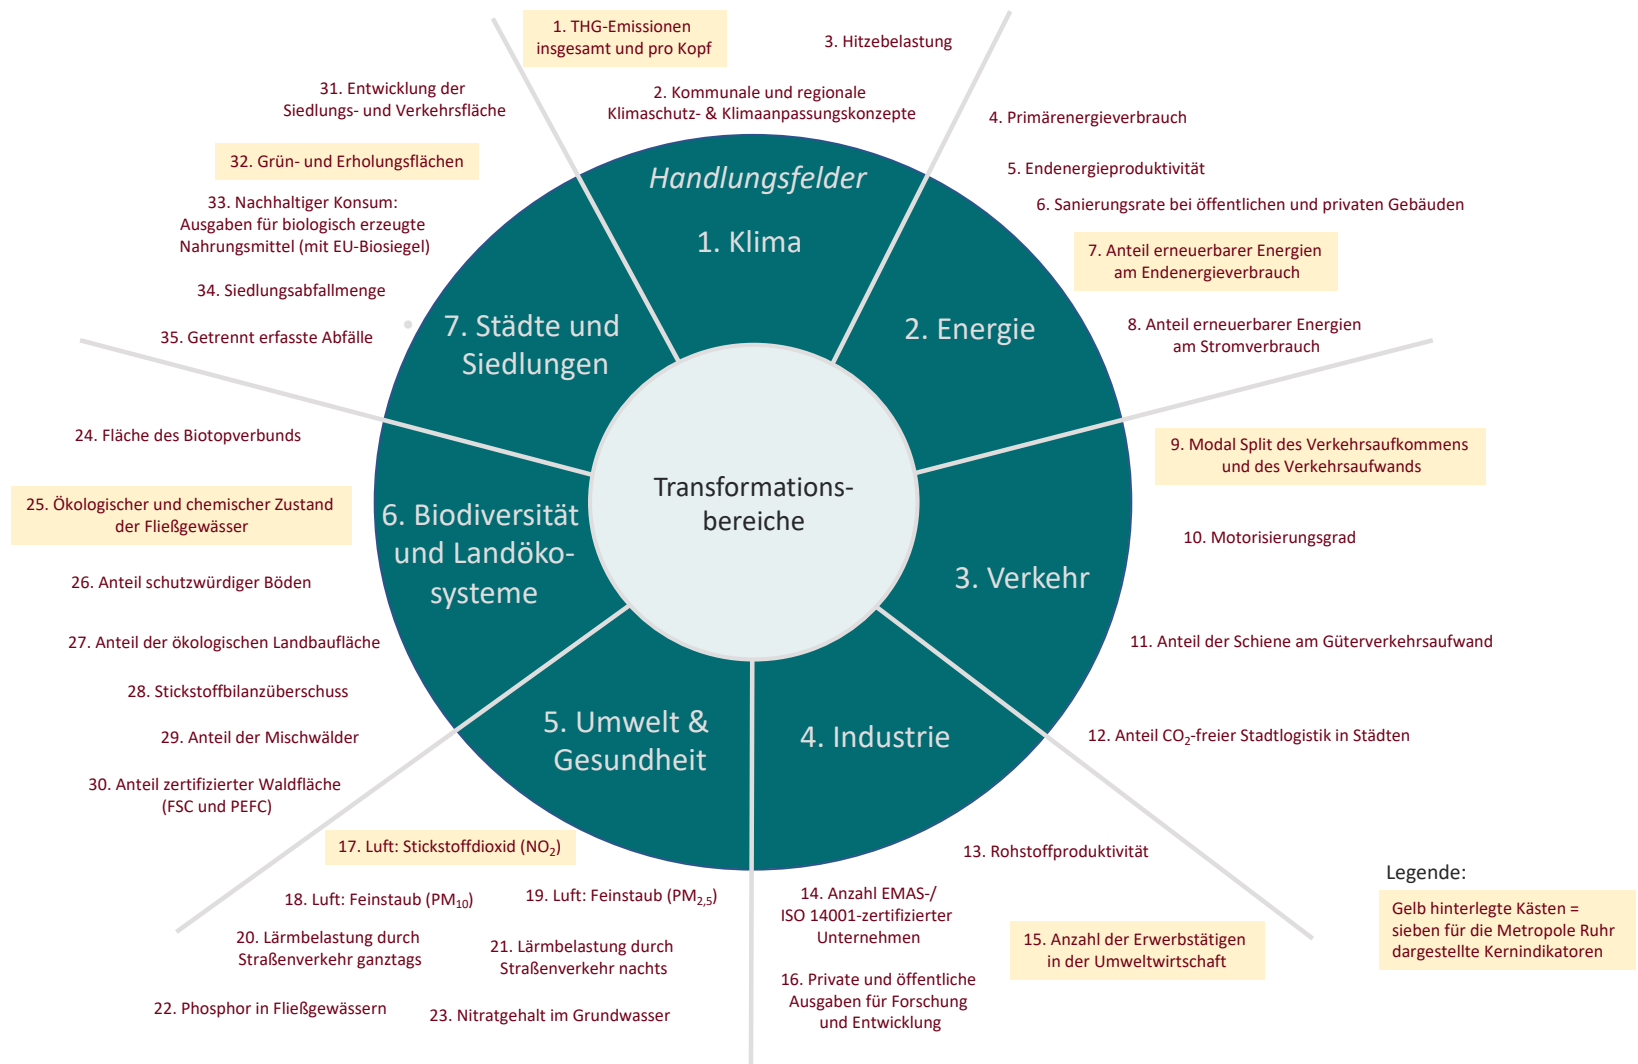 1. THG-Emissionen
insgesamt und pro Kopf
3. Hitzebelastung
2. Kommunale und regionale
Klimaschutz- & Klimaanpassungskonzepte
31. Entwicklung der
Siedlungs- und Verkehrsfläche
32. Grün- und Erholungsflächen
33. Nachhaltiger Konsum:
Ausgaben für biologisch erzeugte
Nahrungsmittel (mit EU-Biosiegel)
34. Siedlungsabfallmenge
35. Getrennt erfasste Abfälle
4. Primärenergieverbrauch
5. Endenergieproduktivität
6. Sanierungsrate bei öffentlichen und privaten Gebäuden
7. Anteil erneuerbarer Energien
am Endenergieverbrauch
8. Anteil erneuerbarer Energien
am Stromverbrauch
Handlungsfelder
1. Klima
2. Energie
7. Städte und
Siedlungen
Transformations-
bereiche
6. Biodiversität
und Landöko-
systeme
3. Verkehr
5. Umwelt &
Gesundheit
4. Industrie
24. Fläche des Biotopverbunds
25. Ökologischer und chemischer Zustand
der Fließgewässer
26. Anteil schutzwürdiger Böden
27. Anteil der ökologischen Landbaufläche
28. Stickstoffbilanzüberschuss
29. Anteil der Mischwälder
30. Anteil zertifizierter Waldfläche
(FSC und PEFC)
9. Modal Split des Verkehrsaufkommens
und des Verkehrsaufwands
10. Motorisierungsgrad
11. Anteil der Schiene am Güterverkehrsaufwand
12. Anteil CO₂-freier Stadtlogistik in Städten
17. Luft: Stickstoffdioxid (NO₂)
18. Luft: Feinstaub (PM₁₀)
19. Luft: Feinstaub (PM₂,₅)
20. Lärmbelastung durch
Straßenverkehr ganztags
21. Lärmbelastung durch
Straßenverkehr nachts
22. Phosphor in Fließgewässern
23. Nitratgehalt im Grundwasser
13. Rohstoffproduktivität
14. Anzahl EMAS-/
ISO 14001-zertifizierter
Unternehmen
15. Anzahl der Erwerbstätigen
in der Umweltwirtschaft
16. Private und öffentliche
Ausgaben für Forschung
und Entwicklung
Legende:
Gelb hinterlegte Kästen =
sieben für die Metropole Ruhr
dargestellte Kernindikatoren